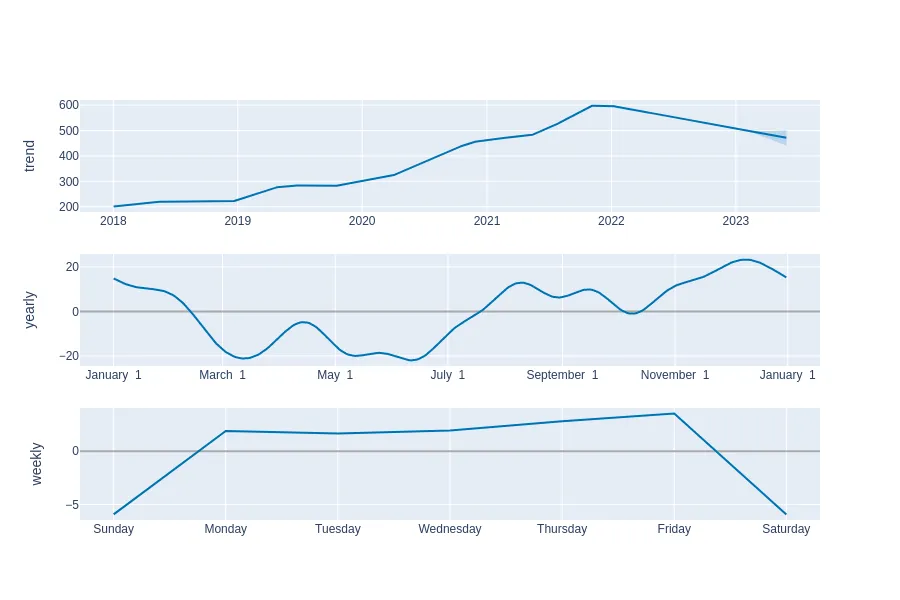 trend
600
500
400
300
200
2018 2019 2020 2021 2022 2023
yearly
20
0
−20
January 1 March 1 May 1 July 1 September 1 November 1 January 1
weekly
0
−5
Sunday Monday Tuesday Wednesday Thursday Friday Saturday